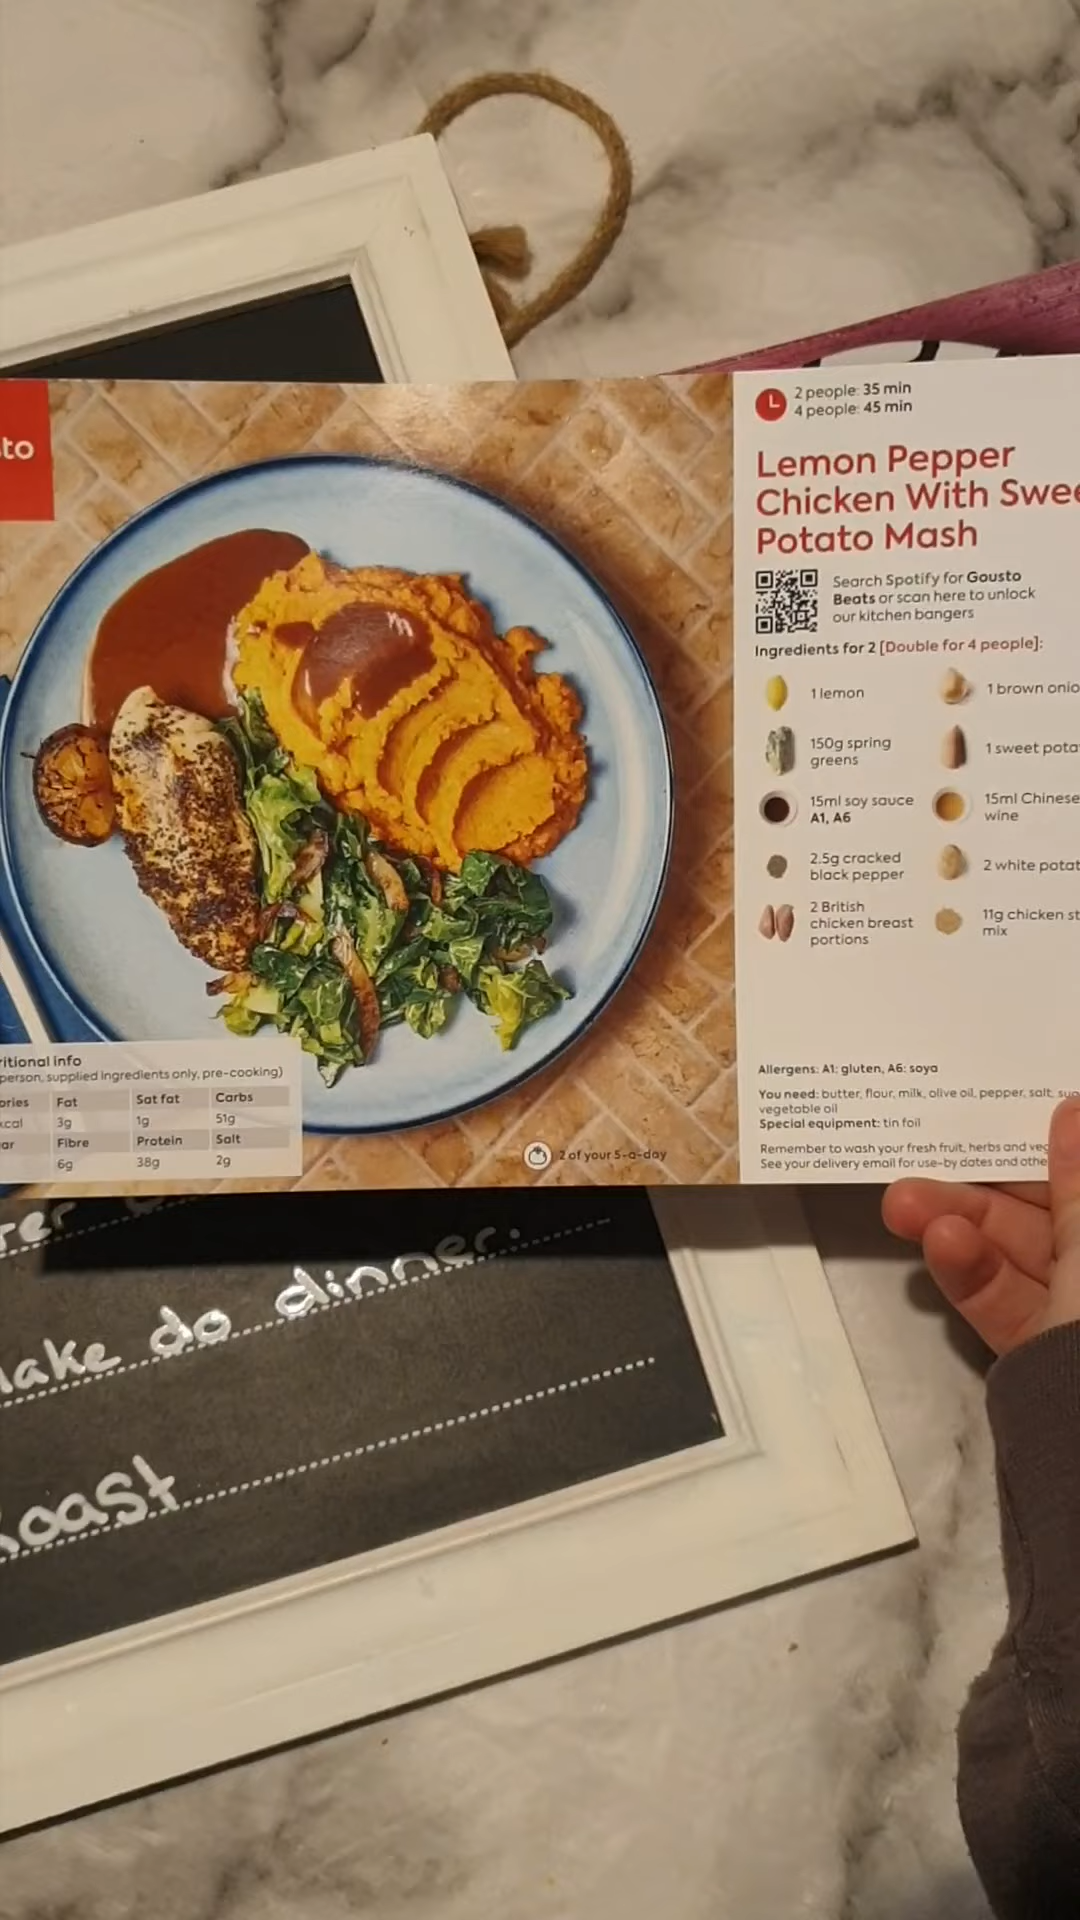 sto
2 people: 35 min
4 people: 45 min
Lemon Pepper
Chicken With Swee
Potato Mash
Search Spotify for Gousto
Beats or scan here to unlock
our kitchen bangers
Ingredients for 2 [Double for 4 people]:
1 lemon
1 brown onio
150g spring
greens
1 sweet pota
15ml soy sauce
A1, A6
15ml Chinese
wine
2.5g cracked
black pepper
2 white potat
2 British
chicken breast
portions
11g chicken st
mix
Allergens: A1: gluten, A6: soya
You need: butter, flour, milk, olive oil, pepper, salt, sug
vegetable oil
Special equipment: tin foil
Remember to wash your fresh fruit, herbs and veg
See your delivery email for use-by dates and othe
ritional info
person, supplied ingredients only, pre-cooking)
ories Fat Sat fat Carbs
kcal 3g 1g 51g
ar Fibre Protein Salt
6g 38g 2g
2 of your 5-a-day
make do dinner.
Roast